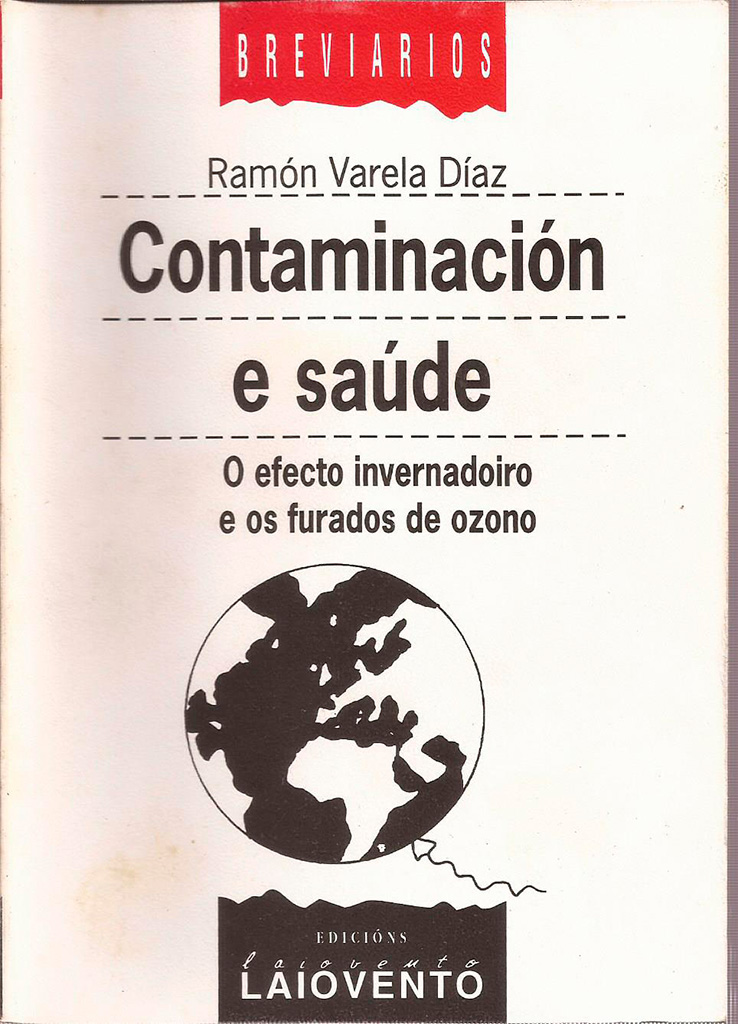 BREVIARIOS
Ramón Varela Díaz
Contaminación
e saúde
O efecto invernadoiro
e os furados de ozono
EDICIÓNS
laiovento
LAIOVENTO